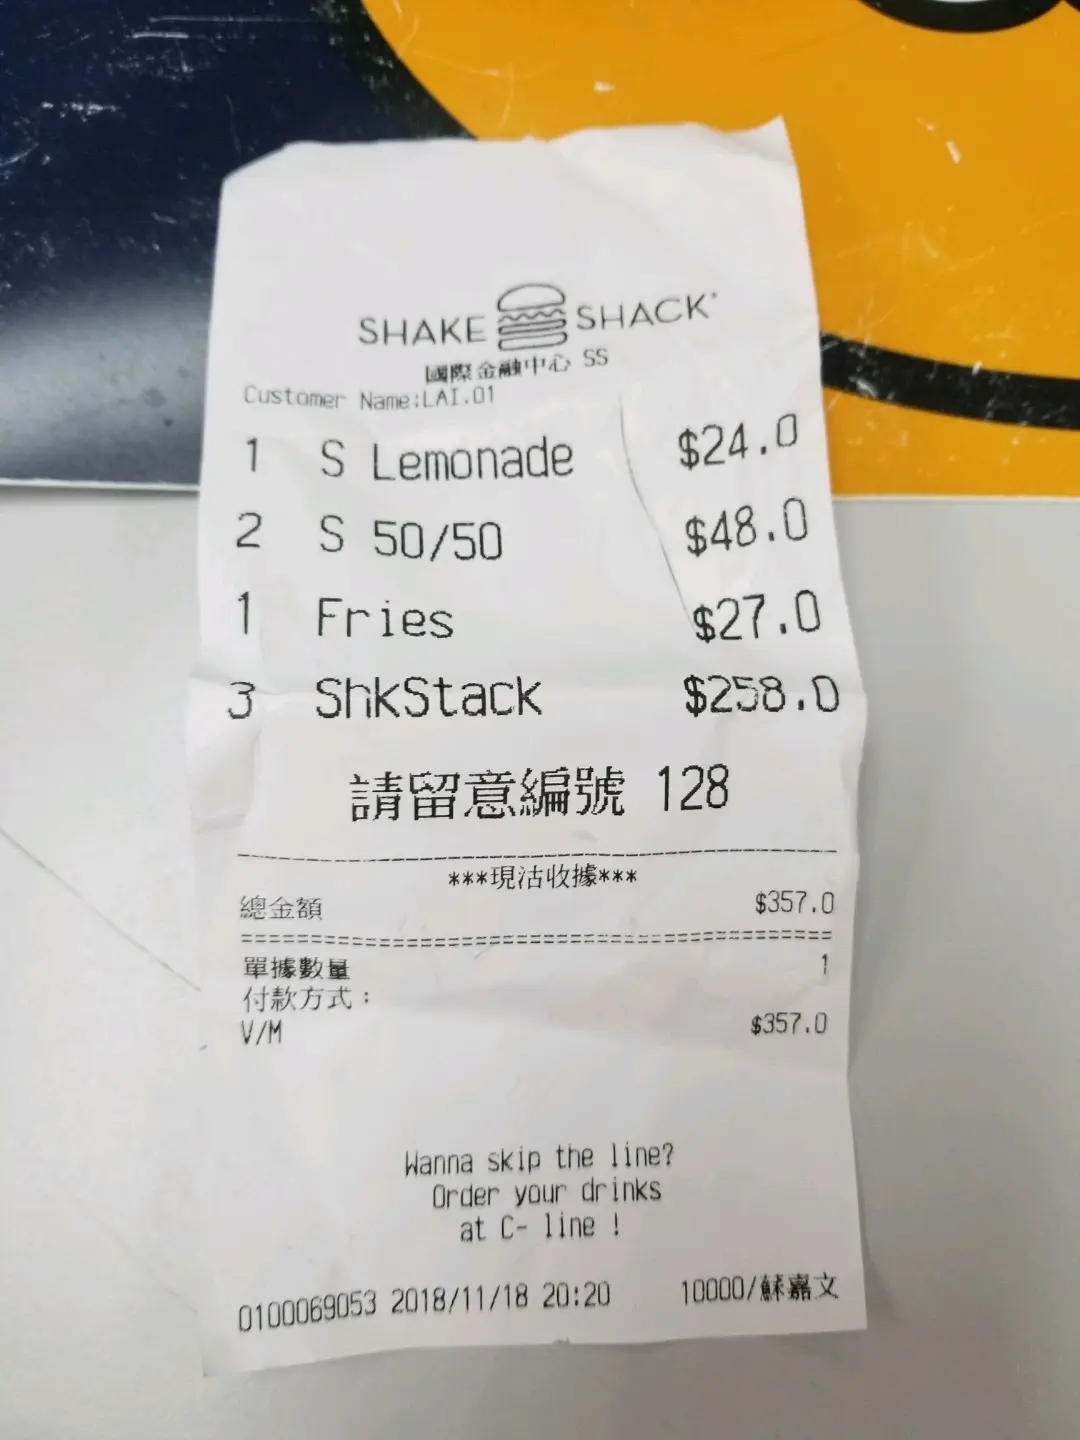 SHAKE SHACK
國際金融中心 SS
Customer Name:LAI.01
1 S Lemonade $24.0
2 S 50/50 $48.0
1 Fries $27.0
3 ShkStack $258.0
請留意編號 128
***現沽收據***
總金額 $357.0
單據數量 1
付款方式：
V/M $357.0
Wanna skip the line?
Order your drinks
at C- line !
0100069053 2018/11/18 20:20 10000/蘇嘉文